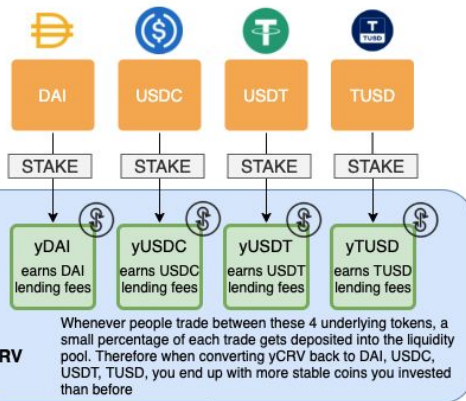 T
TUSD
DAI
USDC
USDT
TUSD
STAKE
STAKE
STAKE
STAKE
yDAI
earns DAI
lending fees
yUSDC
earns USDC
lending fees
yUSDT
earns USDT
lending fees
yTUSD
earns TUSD
lending fees
RV
Whenever people trade between these 4 underlying tokens, a
small percentage of each trade gets deposited into the liquidity
pool. Therefore when converting yCRV back to DAI, USDC,
USDT, TUSD, you end up with more stable coins you invested
than before